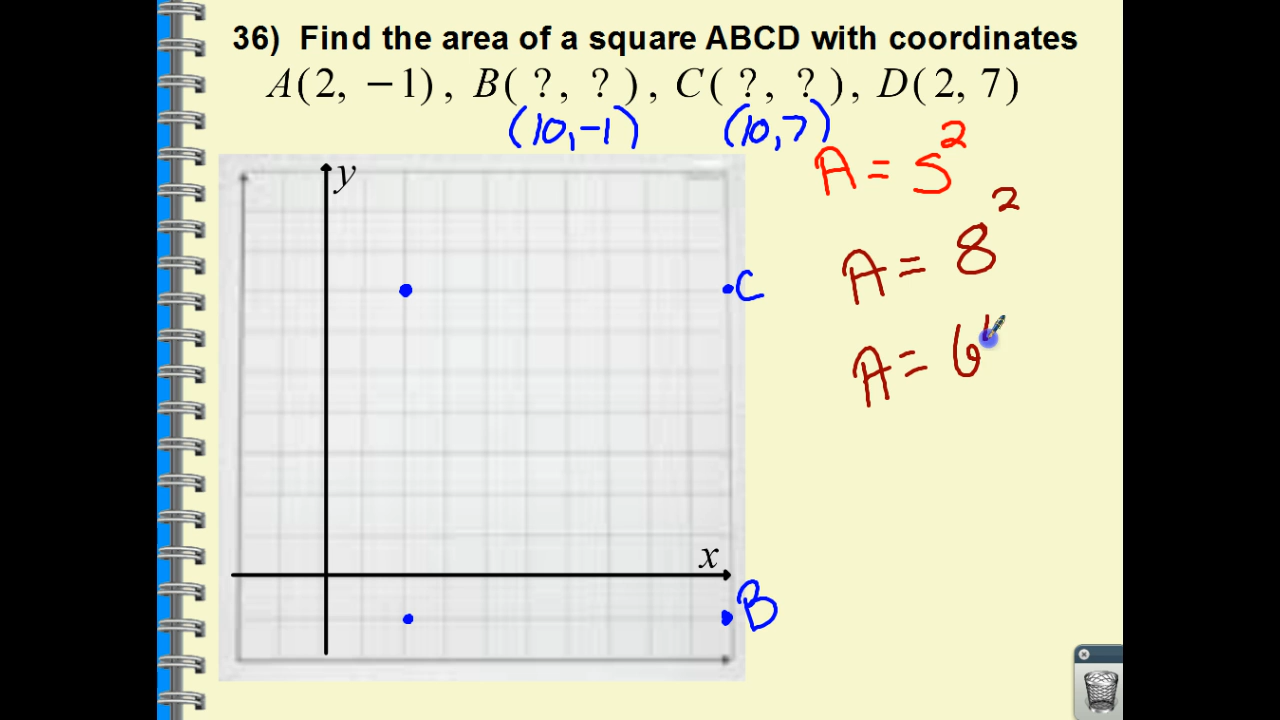 36) Find the area of a square ABCD with coordinates
A(2, −1), B( ?, ? ), C( ?, ? ), D(2, 7)
(10,-1) (10,7)
A = s²
A = 8²
A = 6
y
C
x
B